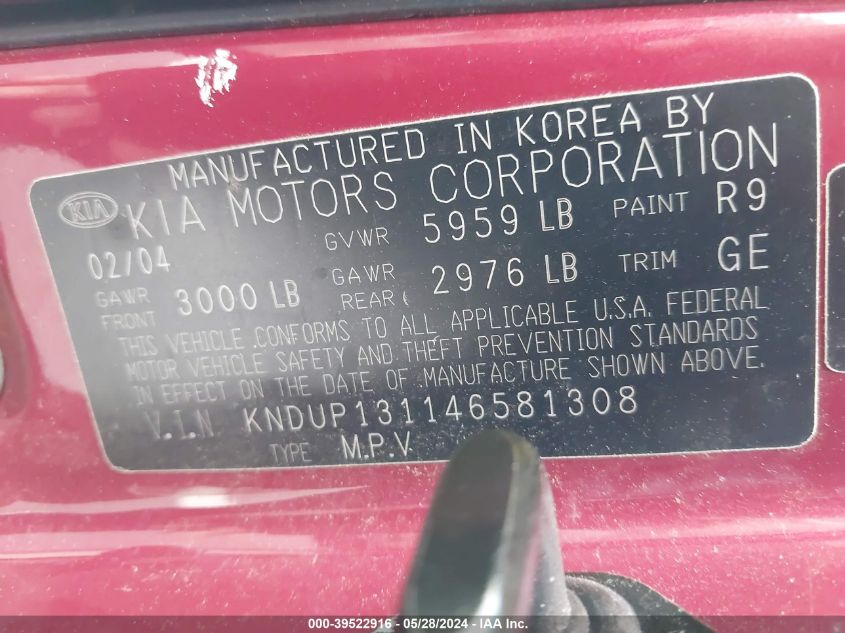 MANUFACTURED IN KOREA BY
KIA KIA MOTORS CORPORATION
02/04 GVWR 5959 LB PAINT R9
GAWR FRONT 3000 LB GAWR REAR 2976 LB TRIM GE
THIS VEHICLE CONFORMS TO ALL APPLICABLE U.S.A. FEDERAL
MOTOR VEHICLE SAFETY AND THEFT PREVENTION STANDARDS
IN EFFECT ON THE DATE OF MANUFACTURE SHOWN ABOVE.
V.I.N KNDUP131146581308
TYPE M.P.V
000-39522916 - 05/28/2024 - IAA Inc.